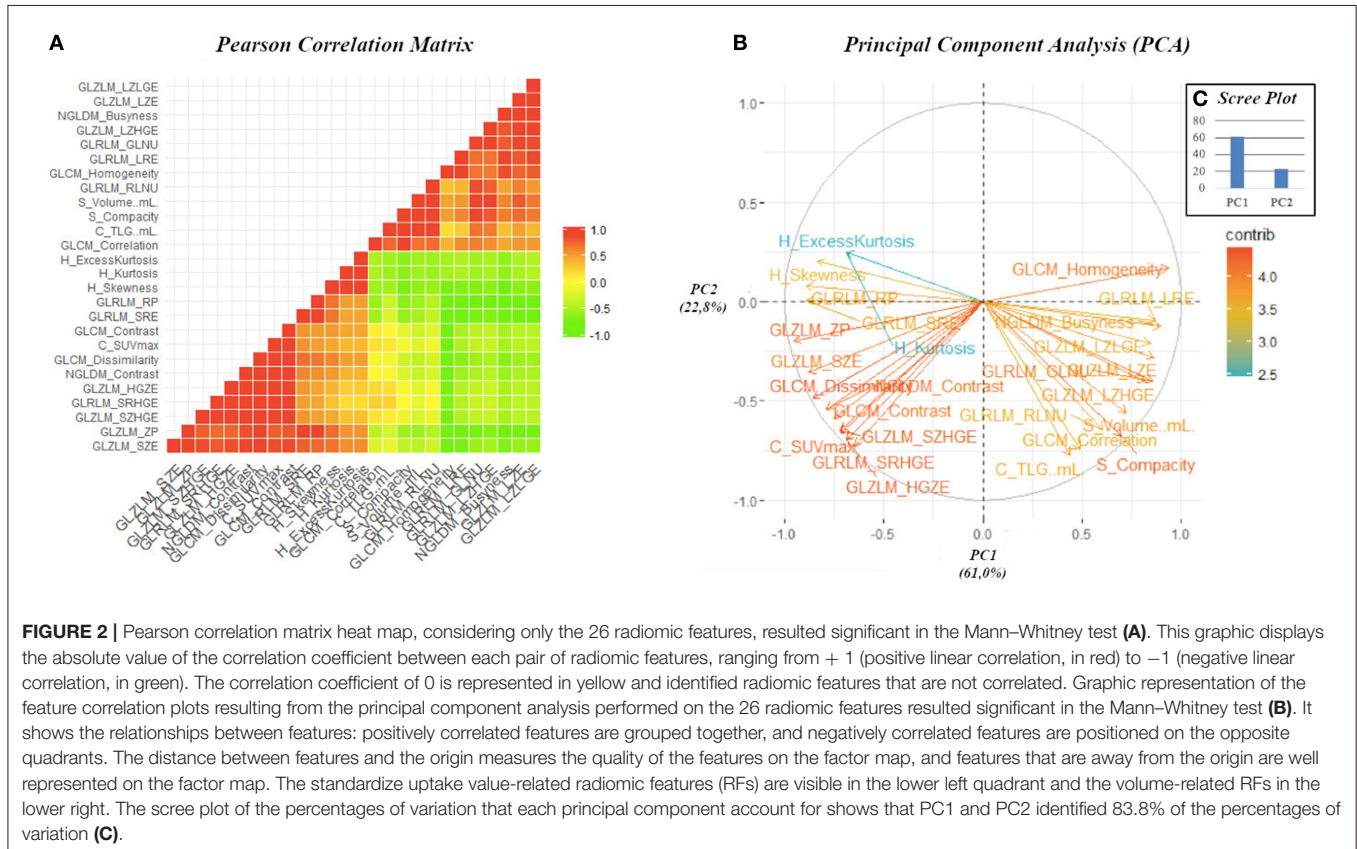 A
Pearson Correlation Matrix
GLZLM_LZLGE
GLZLM_LZE
NGLDM_Busyness
GLZLM_LZHGE
GLRLM_GLNU
GLRLM_LRE
GLCM_Homogeneity
GLRLM_RLNU
S_Volume..mL.
S_Compacity
C_TLG..mL.
GLCM_Correlation
H_ExcessKurtosis
H_Kurtosis
H_Skewness
GLRLM_RP
GLRLM_SRE
GLCM_Contrast
C_SUVmax
GLCM_Dissimilarity
NGLDM_Contrast
GLZLM_HGZE
GLRLM_SRHGE
GLZLM_SZHGE
GLZLM_ZP
GLZLM_SZE
1.0
0.5
0.0
-0.5
-1.0
B
Principal Component Analysis (PCA)
C Scree Plot
80
60
40
20
0
PC1 PC2
contrib
4.0
3.5
3.0
2.5
1.0
0.5
0.0
-0.5
-1.0
PC2
(22,8%)
H_ExcessKurtosis
H_Skewness
GLCM_Homogeneity
GLRLM_RP
GLRLM_LRE
GLZLM_ZP
GLRLM_SRE
NGLDM_Busyness
H_Kurtosis
GLZLM_LZLGE
GLZLM_SZE
GLRLM_GLNU
GLZLM_LZE
GLCM_Dissimilarity
NGLDM_Contrast
GLZLM_LZHGE
GLCM_Contrast
GLRLM_RLNU
S_Volume..mL.
C_SUVmax
GLZLM_SZHGE
GLCM_Correlation
GLRLM_SRHGE
C_TLG..mL.
S_Compacity
GLZLM_HGZE
-1.0 -0.5 0.0 0.5 1.0
PC1
(61,0%)
FIGURE 2 | Pearson correlation matrix heat map, considering only the 26 radiomic features, resulted significant in the Mann–Whitney test (A). This graphic displays
the absolute value of the correlation coefficient between each pair of radiomic features, ranging from + 1 (positive linear correlation, in red) to −1 (negative linear
correlation, in green). The correlation coefficient of 0 is represented in yellow and identified radiomic features that are not correlated. Graphic representation of the
feature correlation plots resulting from the principal component analysis performed on the 26 radiomic features resulted significant in the Mann–Whitney test (B). It
shows the relationships between features: positively correlated features are grouped together, and negatively correlated features are positioned on the opposite
quadrants. The distance between features and the origin measures the quality of the features on the factor map, and features that are away from the origin are well
represented on the factor map. The standardize uptake value-related radiomic features (RFs) are visible in the lower left quadrant and the volume-related RFs in the
lower right. The scree plot of the percentages of variation that each principal component account for shows that PC1 and PC2 identified 83.8% of the percentages of
variation (C).